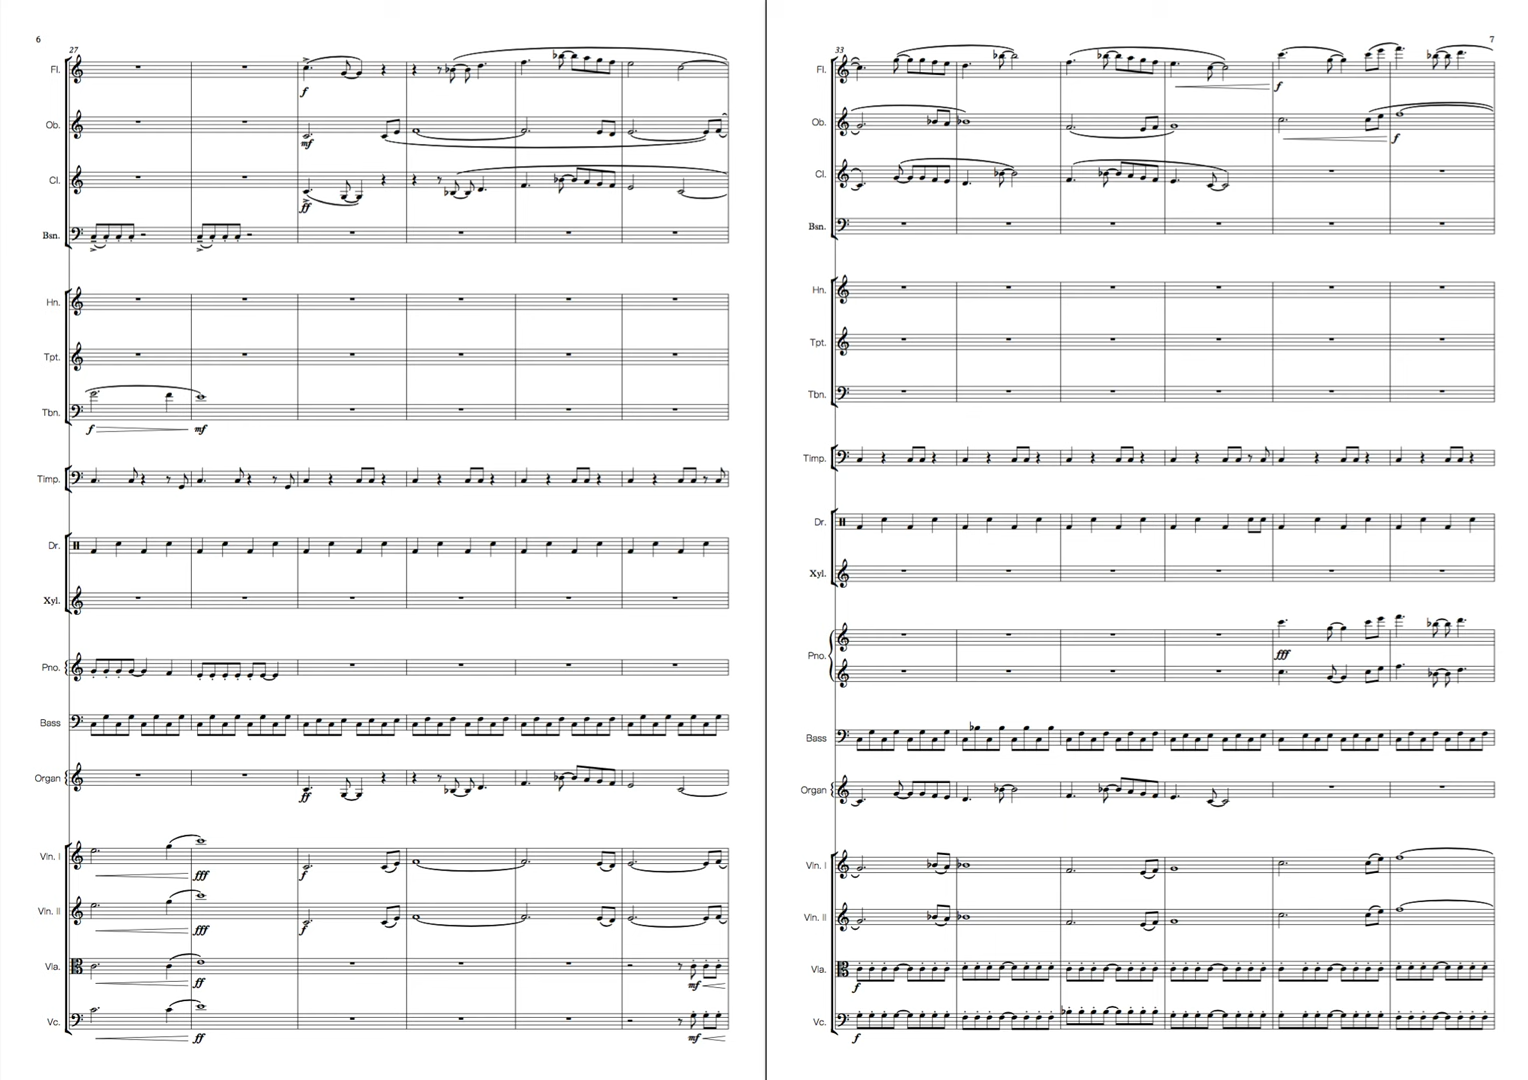 6
27
Fl.
f
Ob.
mf
Cl.
ff
Bsn.
Hn.
Tpt.
Tbn.
f mf
Timp.
Dr.
Xyl.
Pno.
Bass
Organ
ff
Vln. I
fff f
Vln. II
fff f
Vla.
ff mf
Vc.
ff mf
7
33
Fl.
f
Ob.
f
Cl.
Bsn.
Hn.
Tpt.
Tbn.
Timp.
Dr.
Xyl.
Pno.
fff
Bass
Organ
Vln. I
Vln. II
Vla.
f
Vc.
f